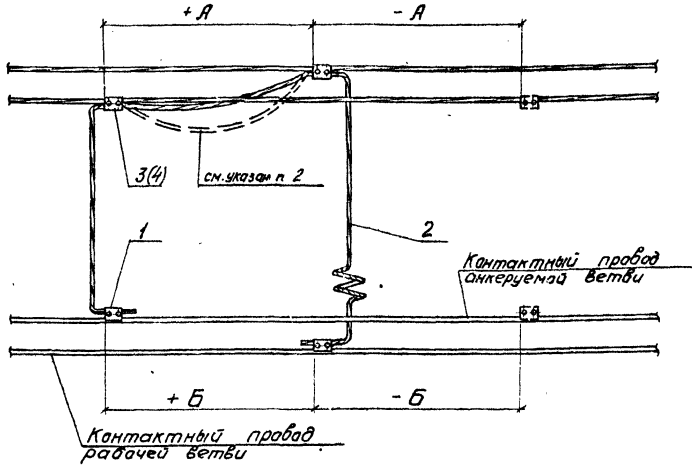 +А
-А
3(4)
см. указан п 2
1
2
Контактный провод
анкеруемой ветви
+Б
-Б
Контактный провод
рабочей ветви